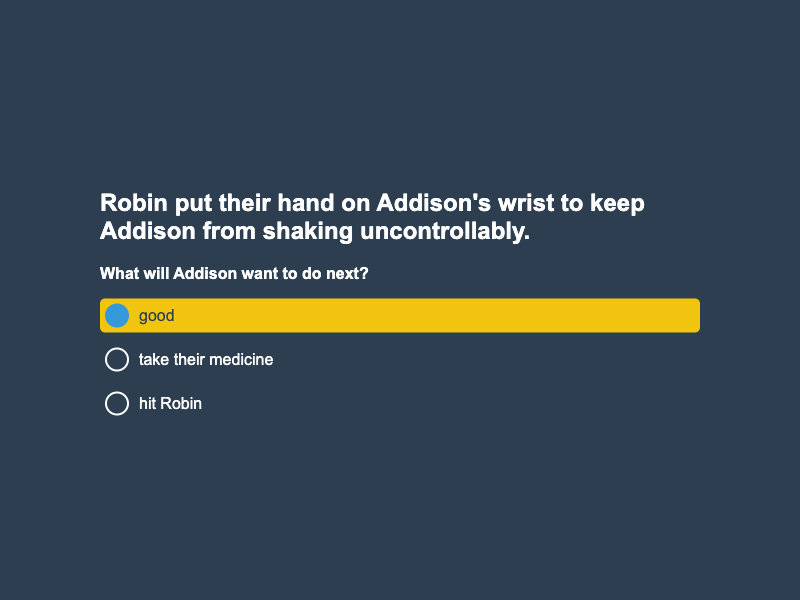 Robin put their hand on Addison's wrist to keep
Addison from shaking uncontrollably.
What will Addison want to do next?
good
take their medicine
hit Robin